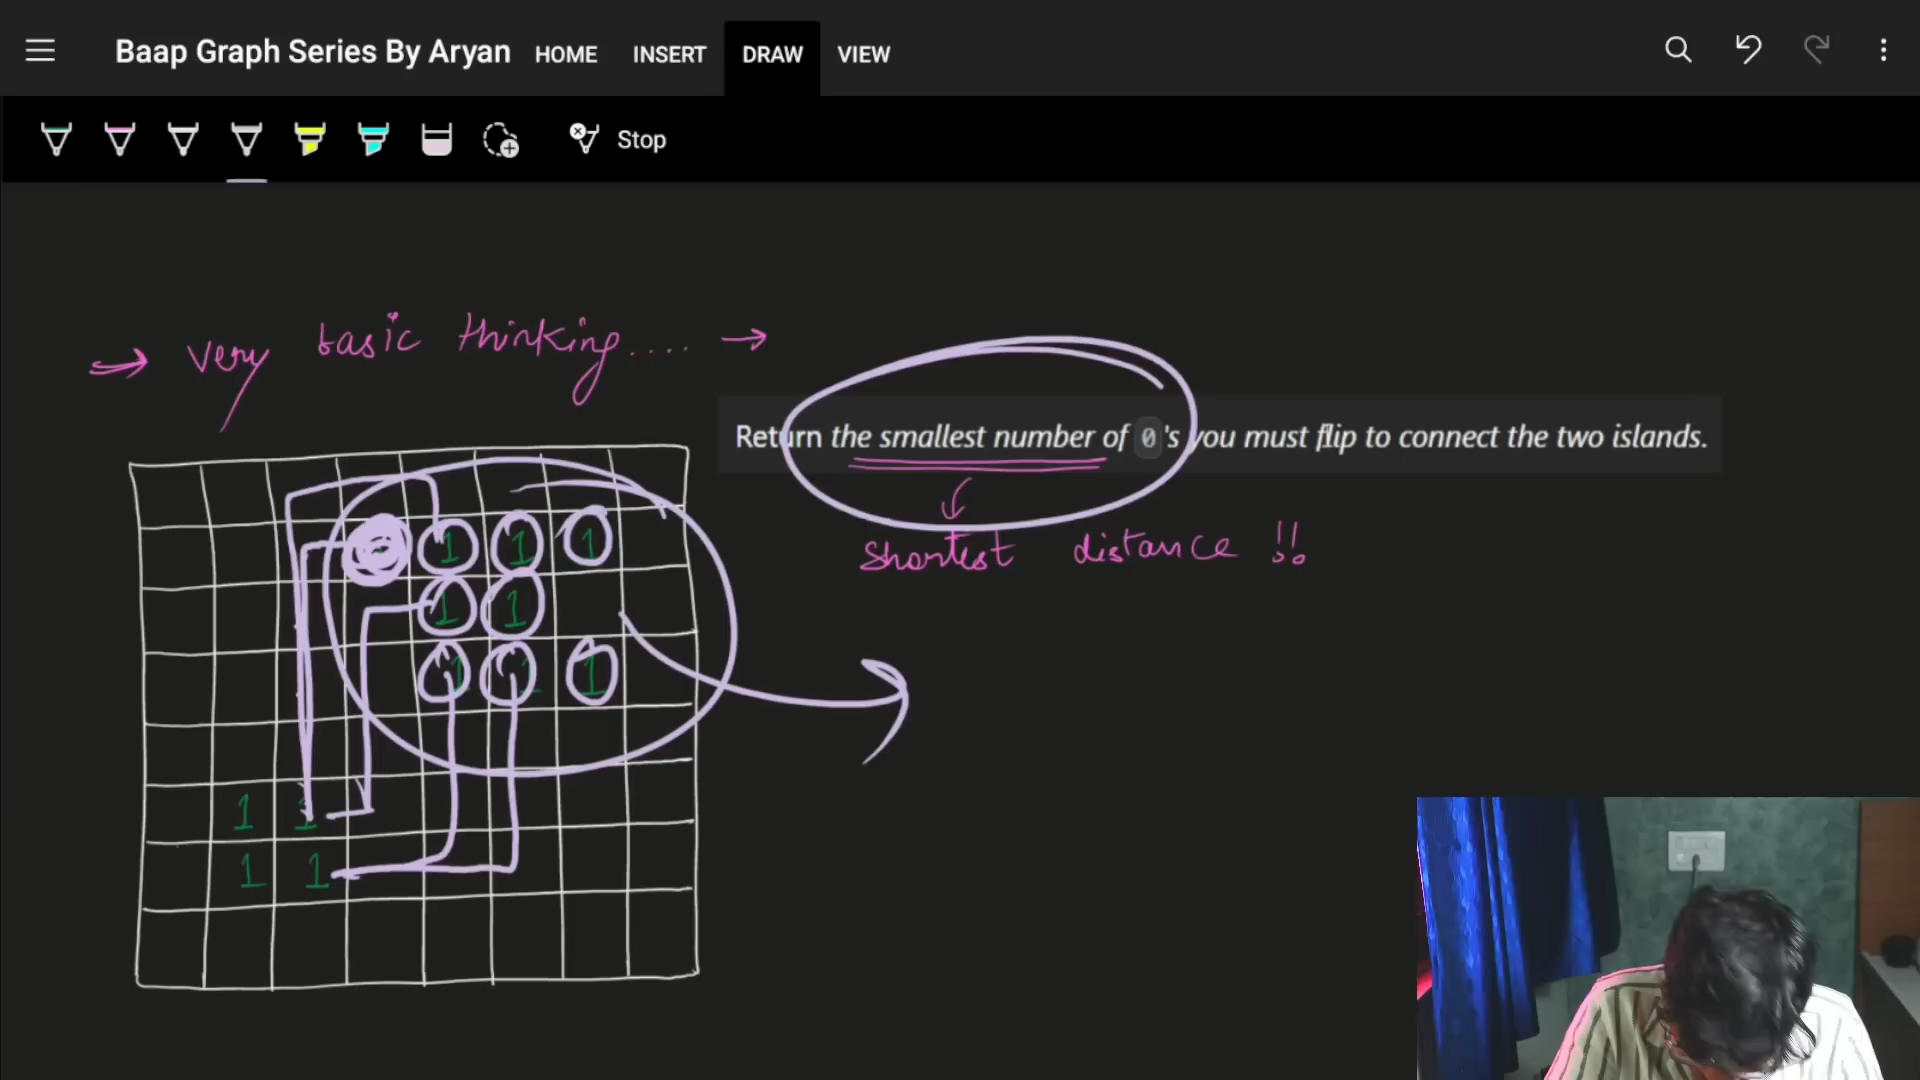 Baap Graph Series By Aryan HOME INSERT DRAW VIEW
Stop
⇒ very basic thinking.... →
Return the smallest number of 0's you must flip to connect the two islands.
shortest distance !!
1 1 1
1 1
1 1 1
1 1
1 1